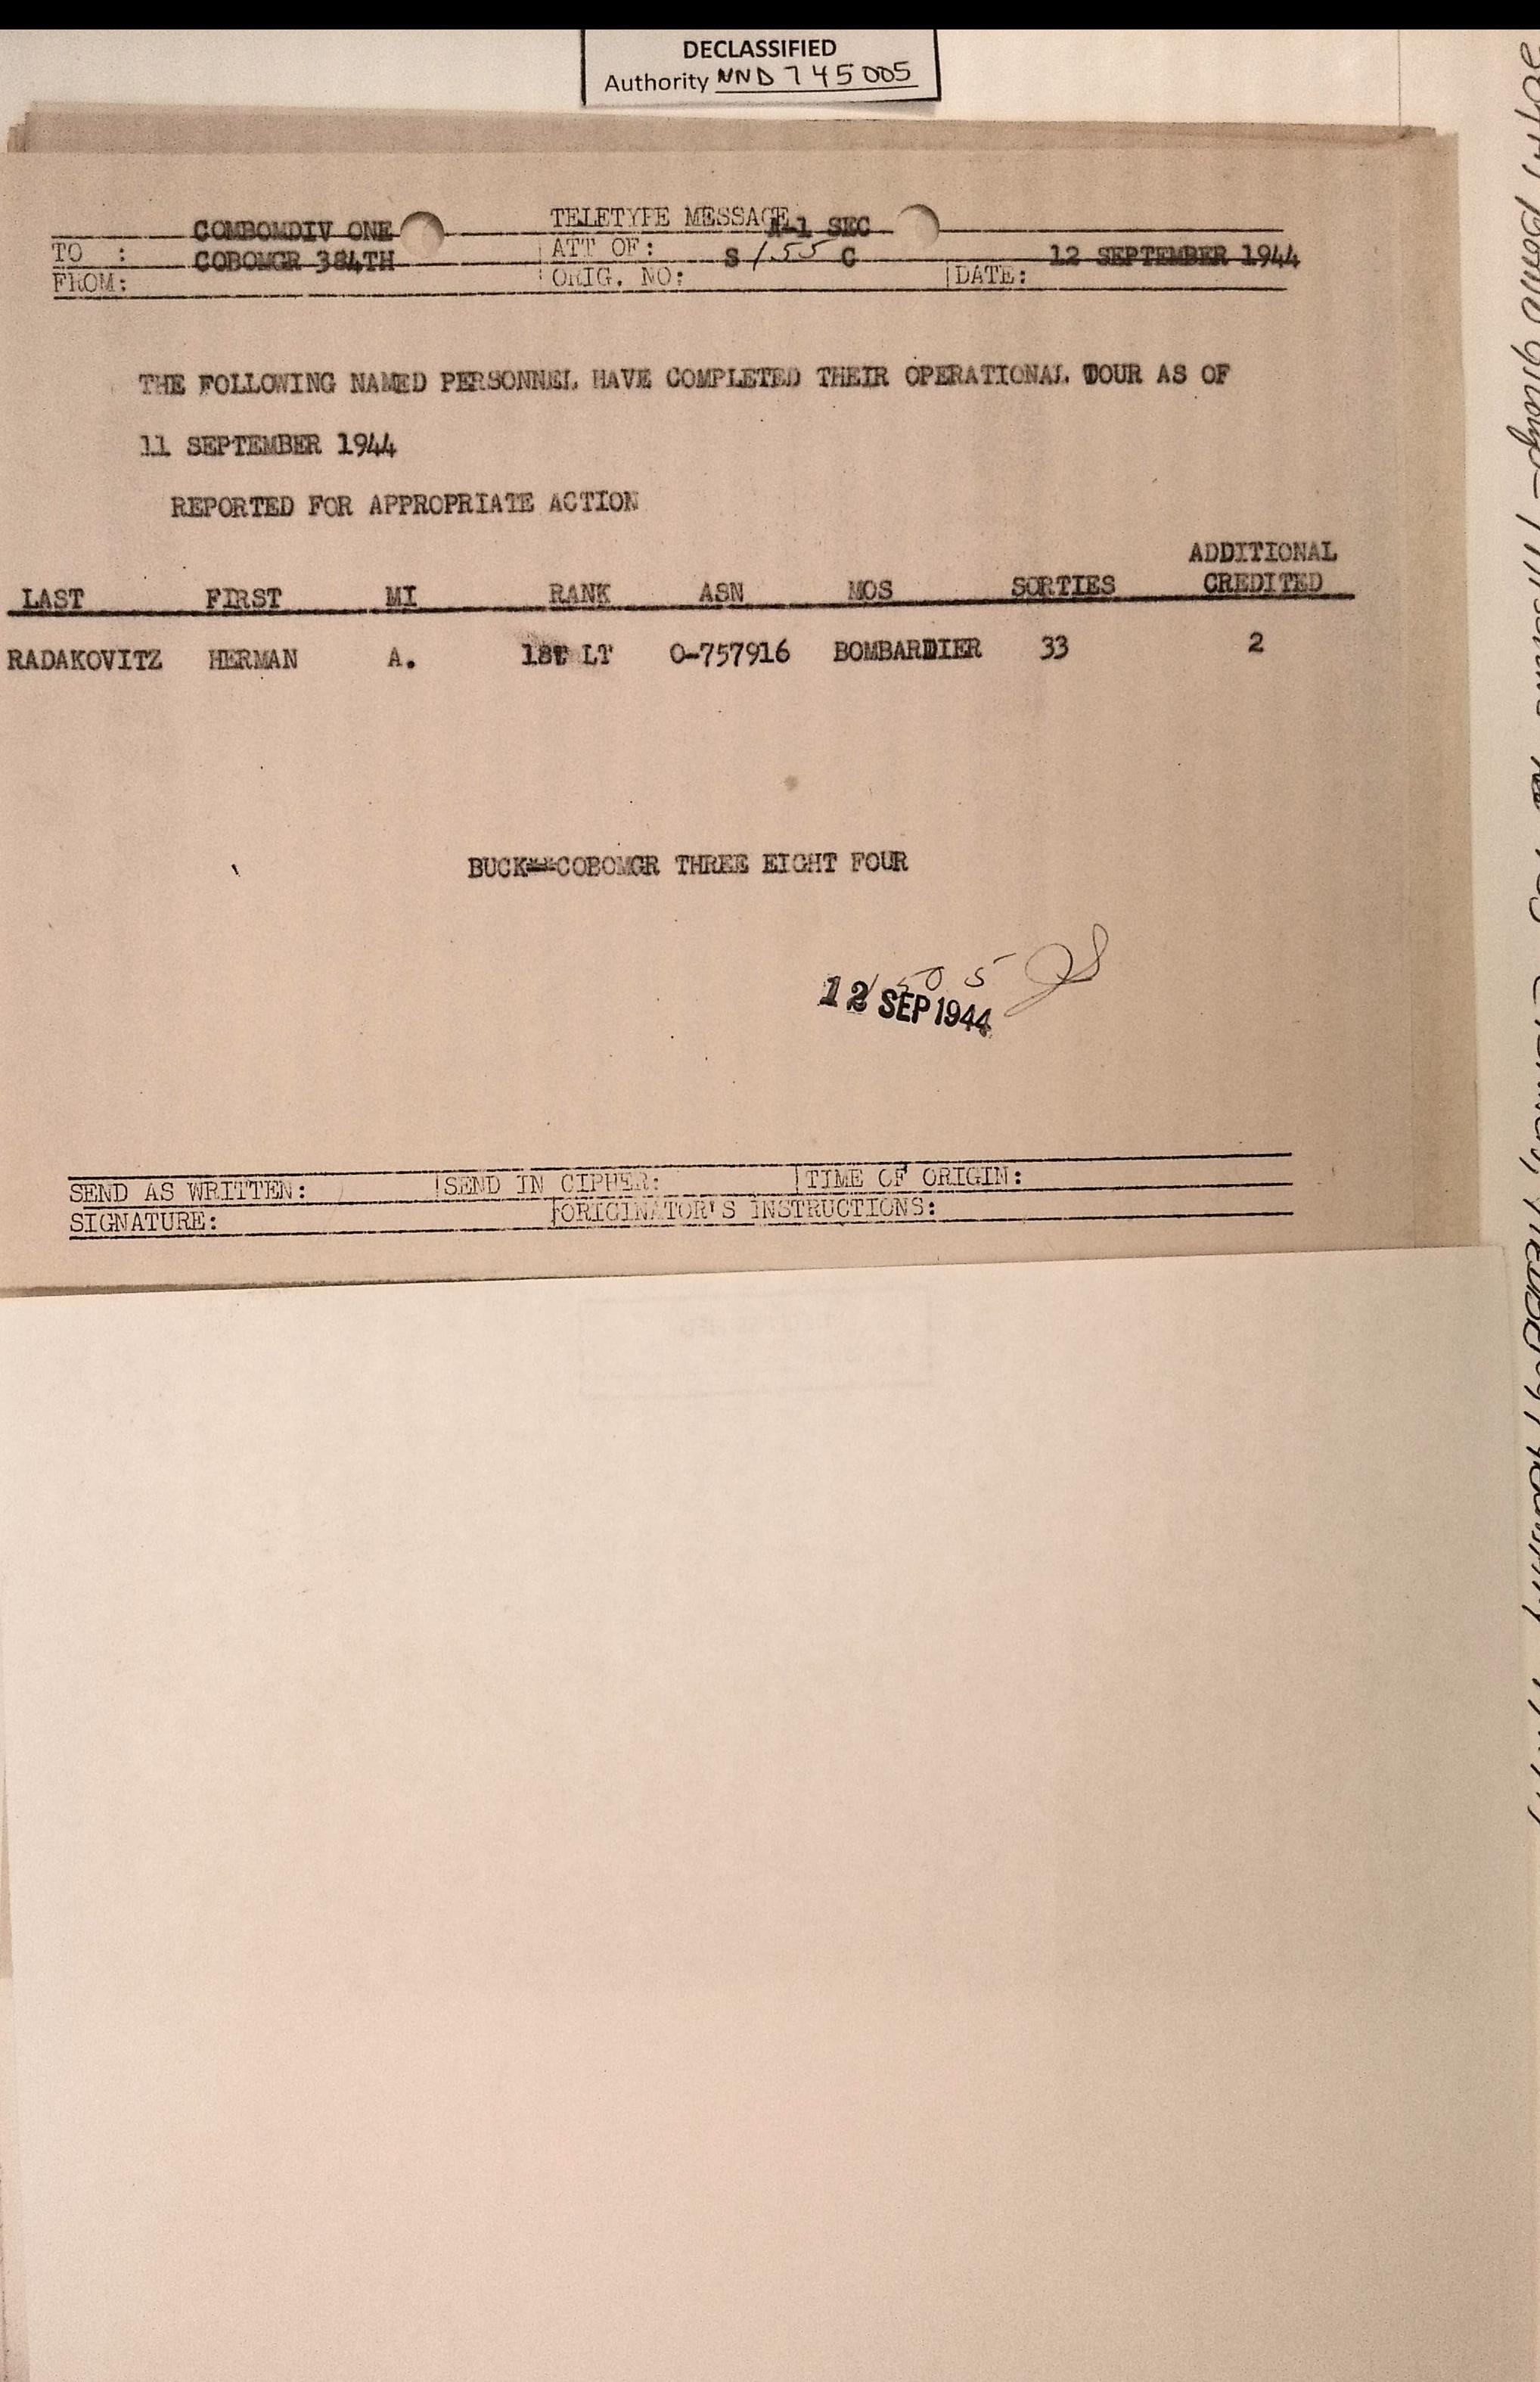 DECLASSIFIED
Authority NND 745005
TELETYPE MESSAGE
TO : COMBOMDIV ONE ATT OF: A-1 SEC
FROM: COBOMGR 384TH ORIG. NO: S 155 C DATE: 12 SEPTEMBER 1944
THE FOLLOWING NAMED PERSONNEL HAVE COMPLETED THEIR OPERATIONAL TOUR AS OF
11 SEPTEMBER 1944
REPORTED FOR APPROPRIATE ACTION
ADDITIONAL
LAST FIRST MI RANK ASN MOS SORTIES CREDITED
RADAKOVITZ HERMAN A. 1ST LT O-757916 BOMBARDIER 33 2
BUCK COBOMGR THREE EIGHT FOUR
505
12 SEP 1944
SEND AS WRITTEN: SEND IN CIPHER: TIME OF ORIGIN:
SIGNATURE: ORIGINATOR'S INSTRUCTIONS: